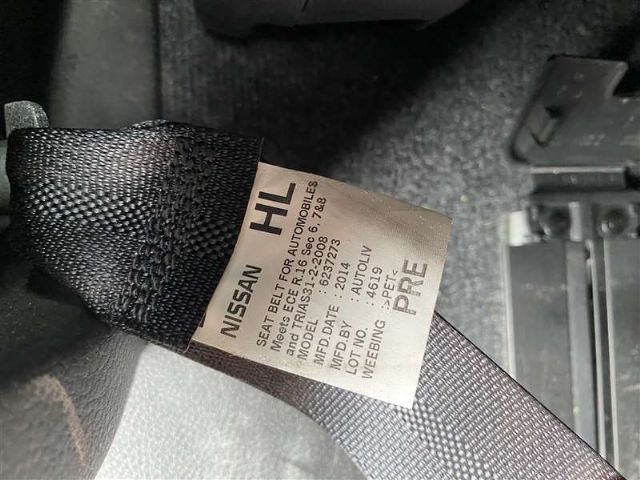 NISSAN HL
SEAT BELT FOR AUTOMOBILES
Meets ECE R.16 Sec 6, 7&8
and TRIAS31-2-2008
MODEL : 6237273
MFD.DATE : 2014
MFD.BY : AUTOLIV
LOT NO. : 4619
WEEBING : >PET<
PRE